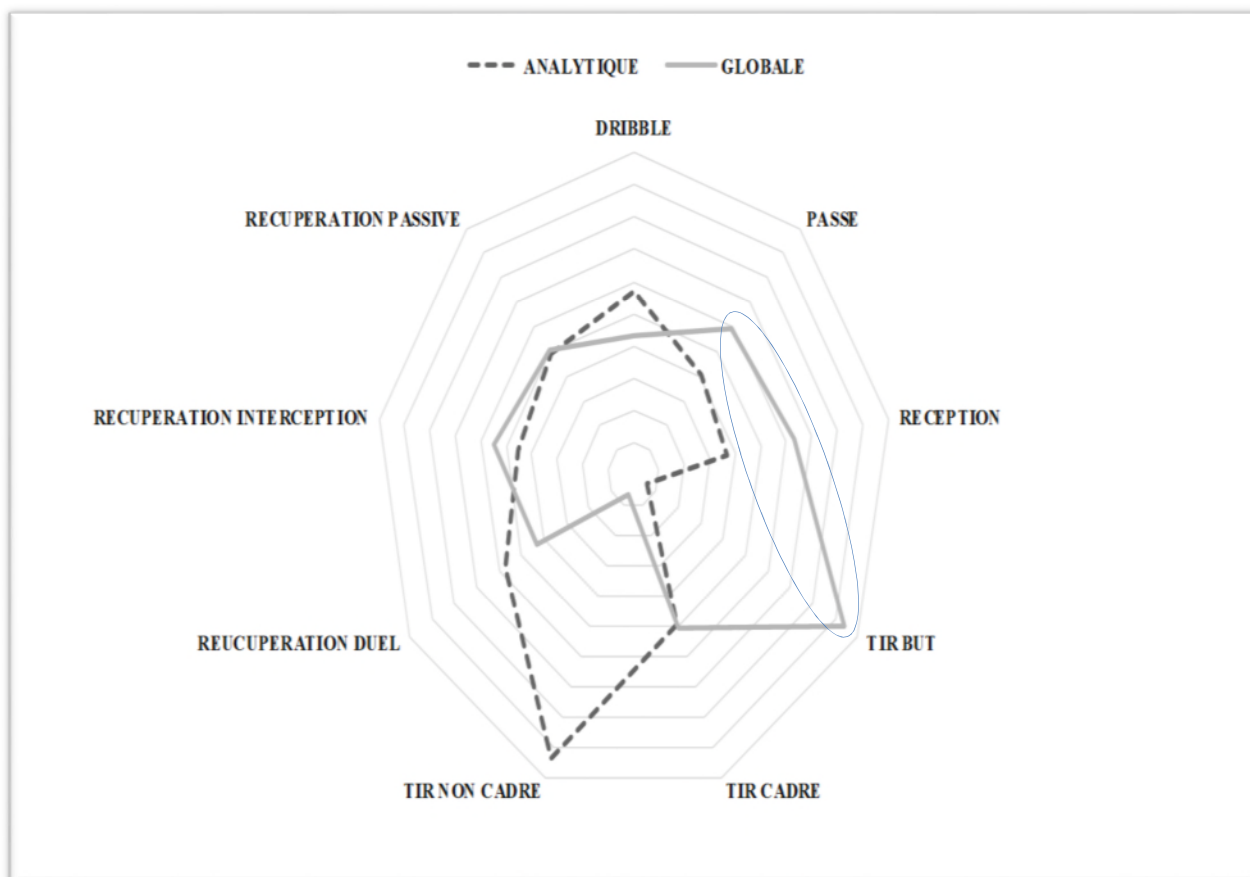 ANALYTIQUE GLOBALE
DRIBBLE
RECUPERATION PASSIVE PASSE
RECUPERATION INTERCEPTION RECEPTION
REUCUPERATION DUEL TIR BUT
TIR NON CADRE TIR CADRE